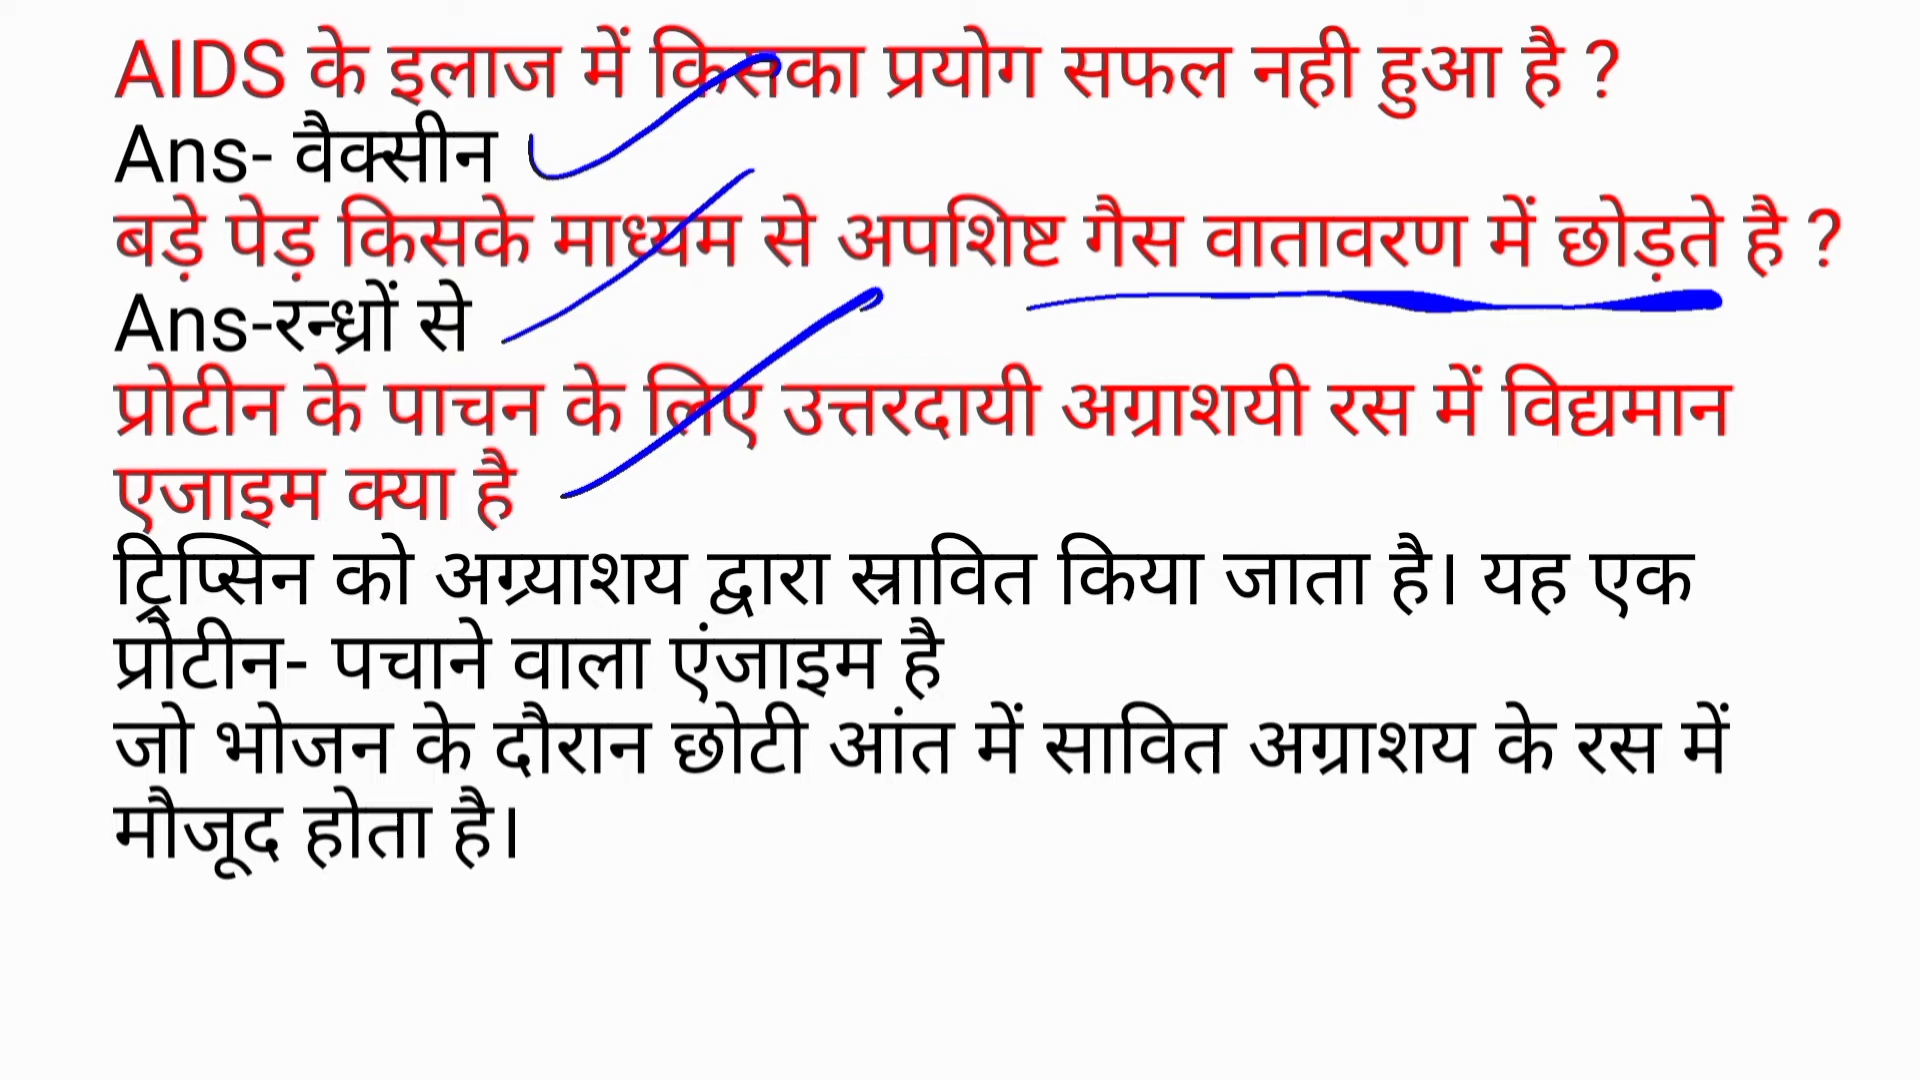 AIDS के इलाज में किसका प्रयोग सफल नही हुआ है ?
Ans- वैक्सीन
बड़े पेड़ किसके माध्यम से अपशिष्ट गैस वातावरण में छोड़ते है ?
Ans-रन्ध्रों से
प्रोटीन के पाचन के लिए उत्तरदायी अग्राशयी रस में विद्यमान
एजाइम क्या है
ट्रिप्सिन को अग्र्याशय द्वारा स्रावित किया जाता है। यह एक
प्रोटीन- पचाने वाला एंजाइम है
जो भोजन के दौरान छोटी आंत में सावित अग्राशय के रस में
मौजूद होता है।